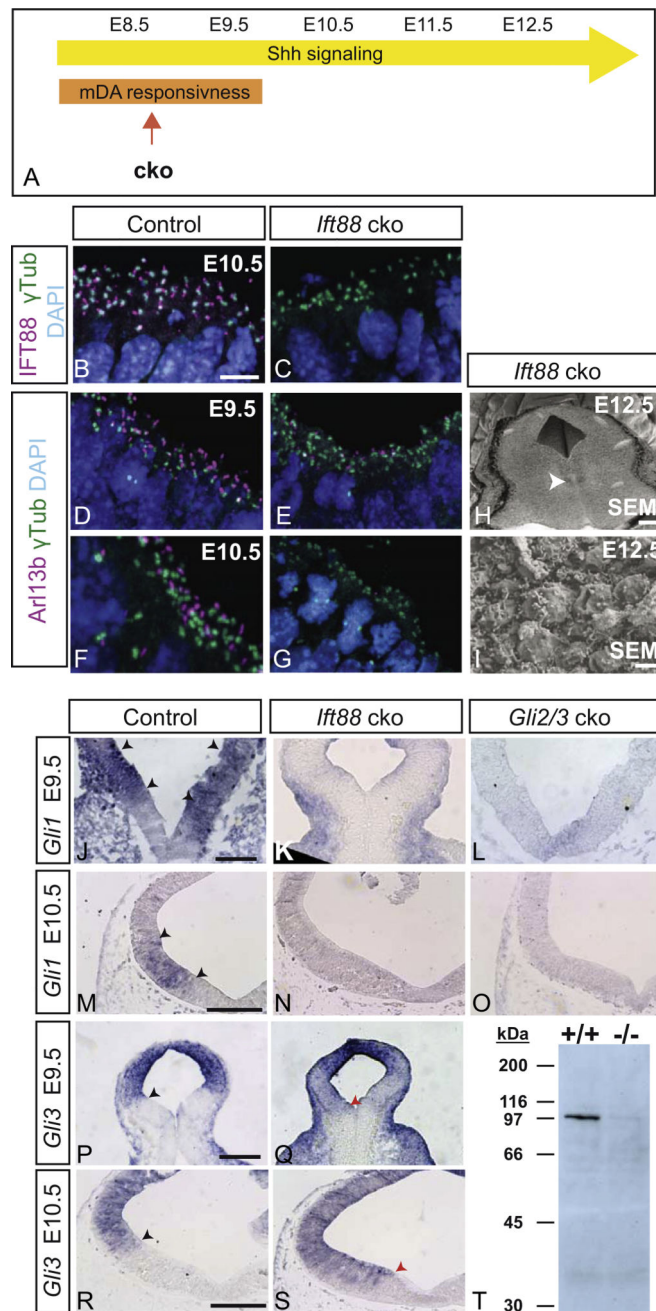 E8.5 E9.5 E10.5 E11.5 E12.5
Shh signaling
mDA responsivness
cko
A
Control Ift88 cko
IFT88 γTub
DAPI
E10.5
B C
Ift88 cko
Arl13b γTub DAPI
E9.5
D E
E12.5
H SEM
E10.5
F G
E12.5
I SEM
Control Ift88 cko Gli2/3 cko
Gli1 E9.5
J K L
Gli1 E10.5
M N O
Gli3 E9.5
P Q
Gli3 E10.5
R S
kDa +/+ -/-
200
116
97
66
45
30
T